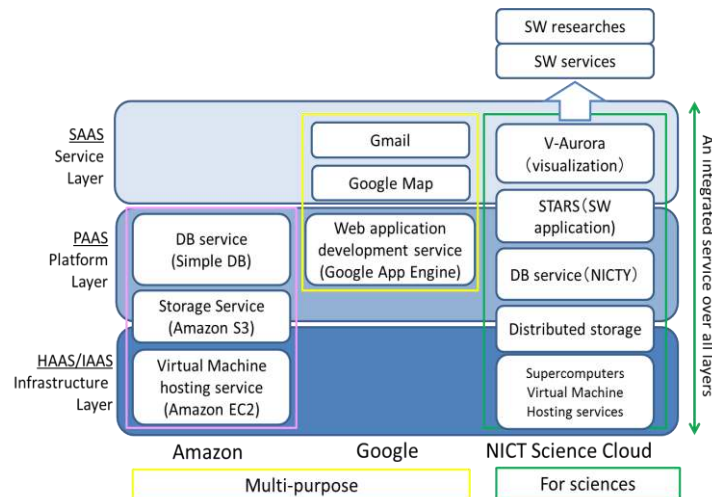 SW researches
SW services
SAAS
Service
Layer
Gmail
Google Map
V-Aurora
(visualization)
PAAS
Platform
Layer
DB service
(Simple DB)
Storage Service
(Amazon S3)
Web application
development service
(Google App Engine)
STARS(SW
application)
DB service(NICTY)
Distributed storage
HAAS/IAAS
Infrastructure
Layer
Virtual Machine
hosting service
(Amazon EC2)
Supercomputers
Virtual Machine
Hosting services
An integrated service over all layers
Amazon
Google
NICT Science Cloud
Multi-purpose
For sciences